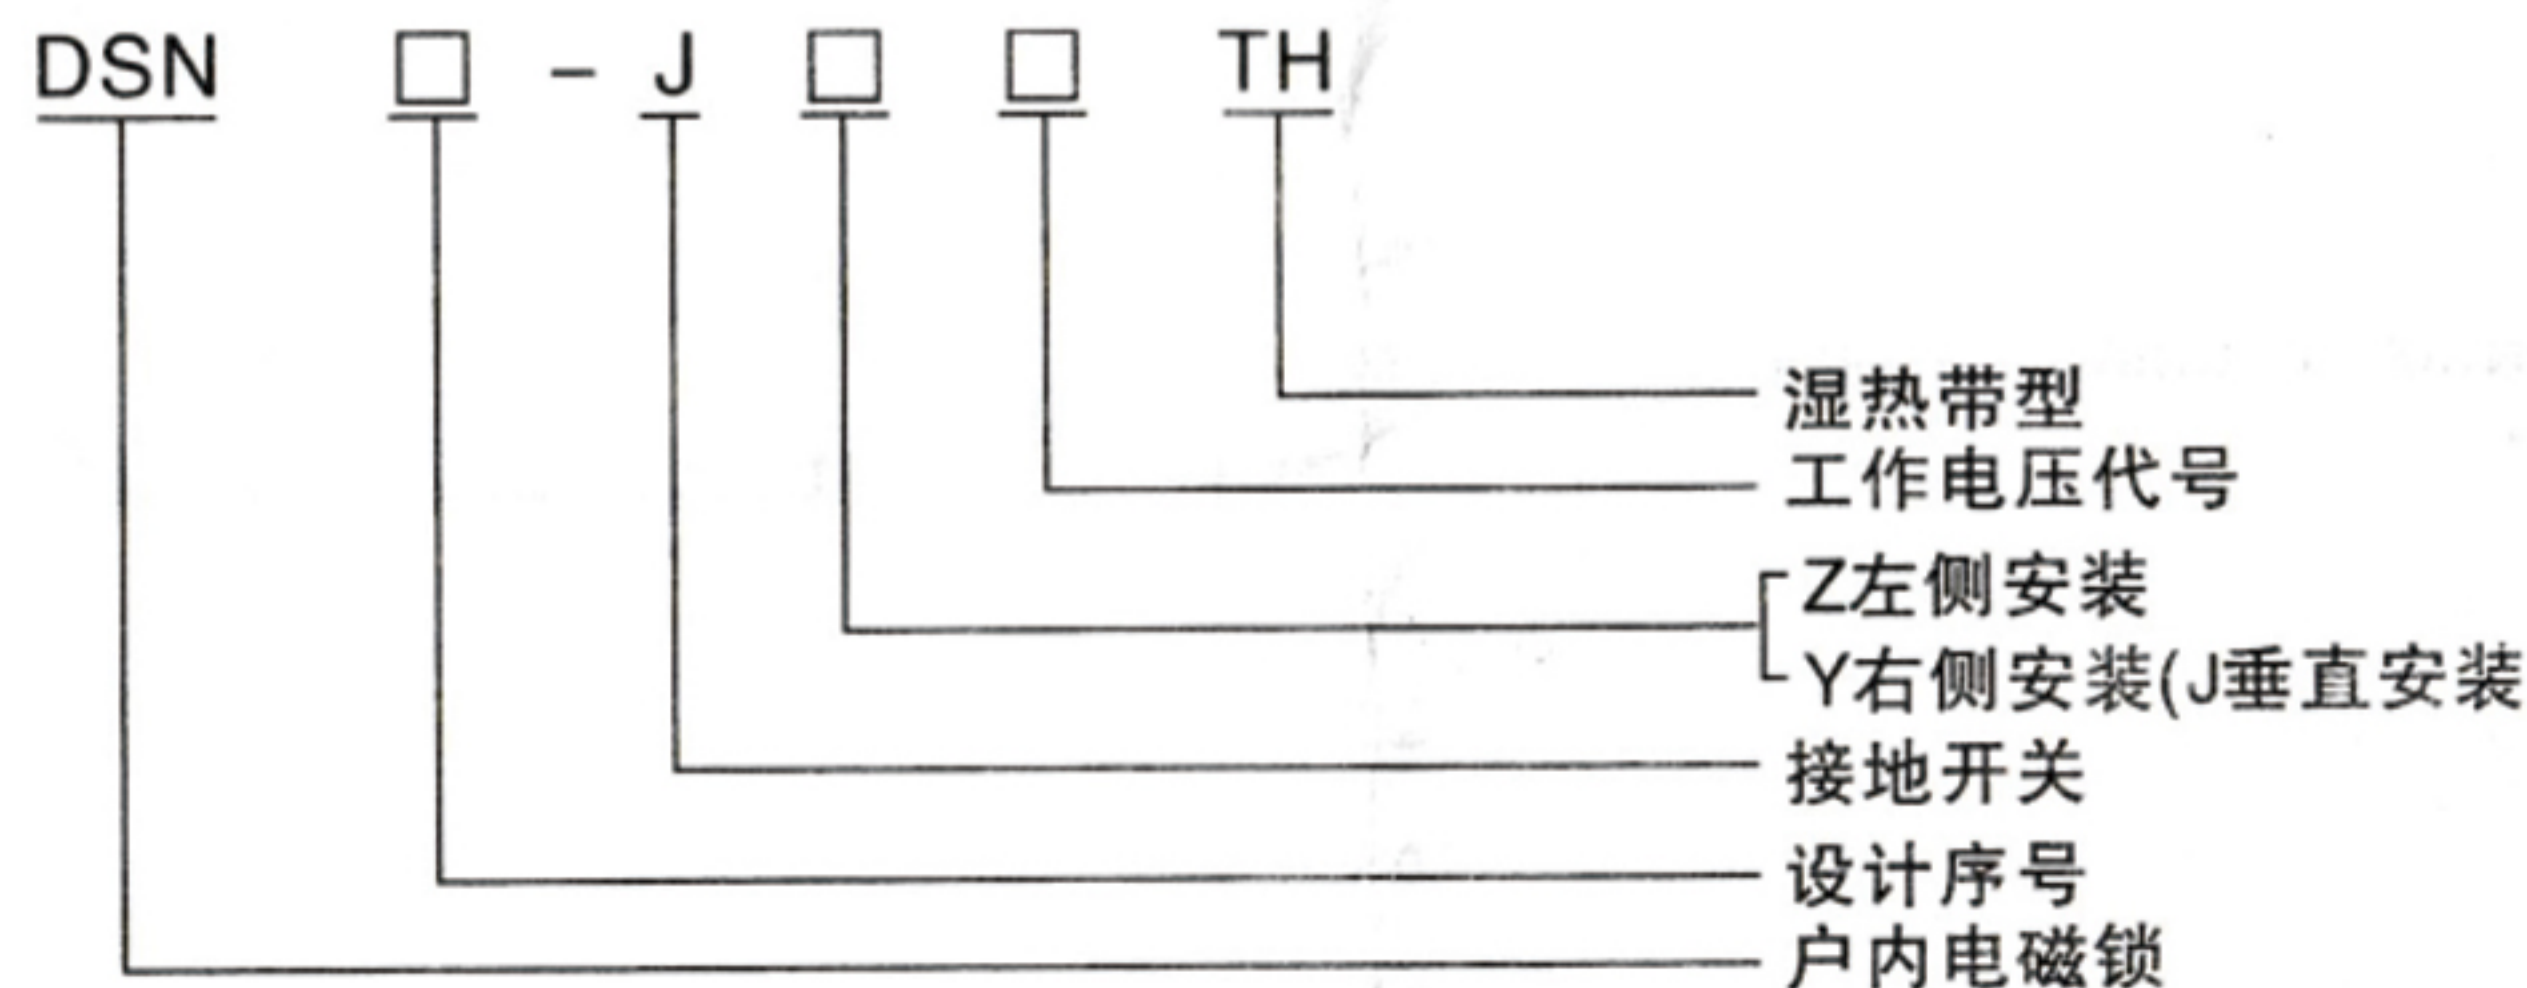 DSN □ - J □ □ TH
湿热带型
工作电压代号
Z左侧安装
Y右侧安装(J垂直安装
接地开关
设计序号
户内电磁锁